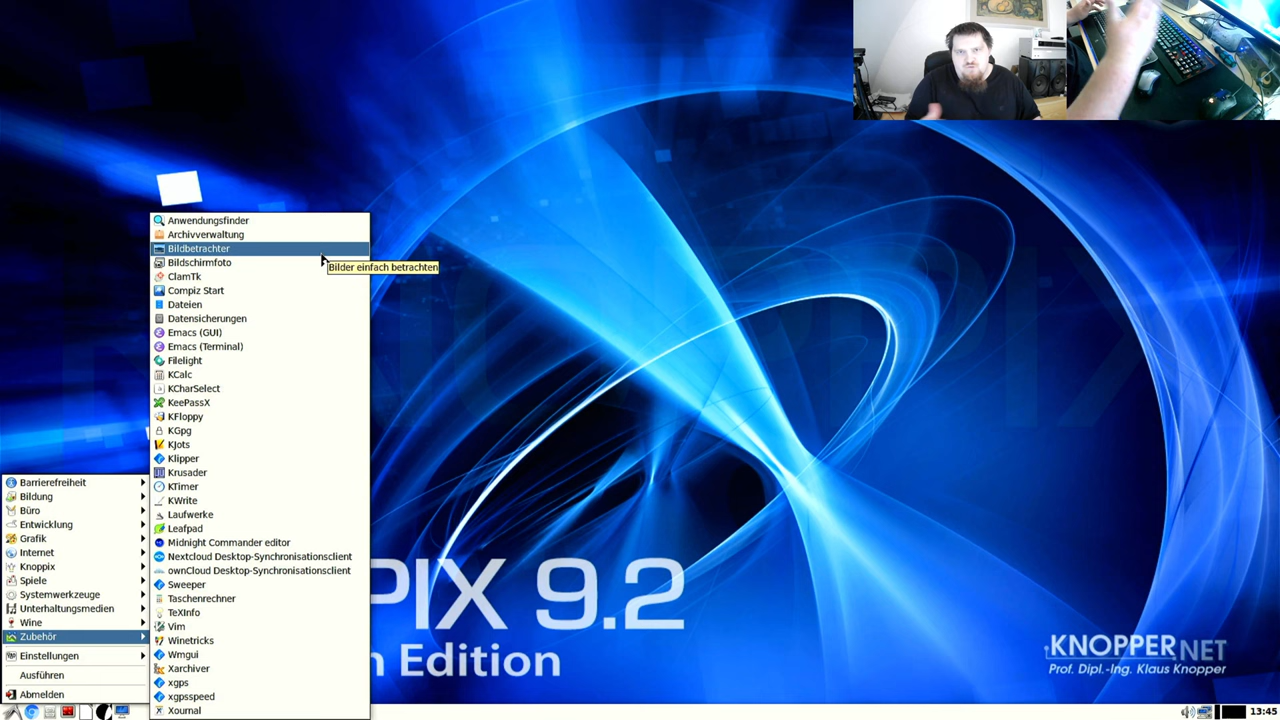 Anwendungsfinder
Archivverwaltung
Bildbetrachter
Bildschirmfoto
Bilder einfach betrachten
ClamTk
Compiz Start
Dateien
Datensicherungen
Emacs (GUI)
Emacs (Terminal)
Filelight
KCalc
KCharSelect
KeePassX
KFloppy
KGpg
KJots
Klipper
Krusader
KTimer
KWrite
Laufwerke
Leafpad
Midnight Commander editor
Nextcloud Desktop-Synchronisationsclient
ownCloud Desktop-Synchronisationsclient
Sweeper
Taschenrechner
TeXInfo
Vim
Winetricks
Wmgui
Xarchiver
xgps
xgpsspeed
Xournal
Barrierefreiheit
Bildung
Büro
Entwicklung
Grafik
Internet
Knoppix
Spiele
Systemwerkzeuge
Unterhaltungsmedien
Wine
Zubehör
Einstellungen
Ausführen
Abmelden
PIX 9.2
n Edition
KNOPPER.NET
Prof. Dipl.-Ing. Klaus Knopper
13:45